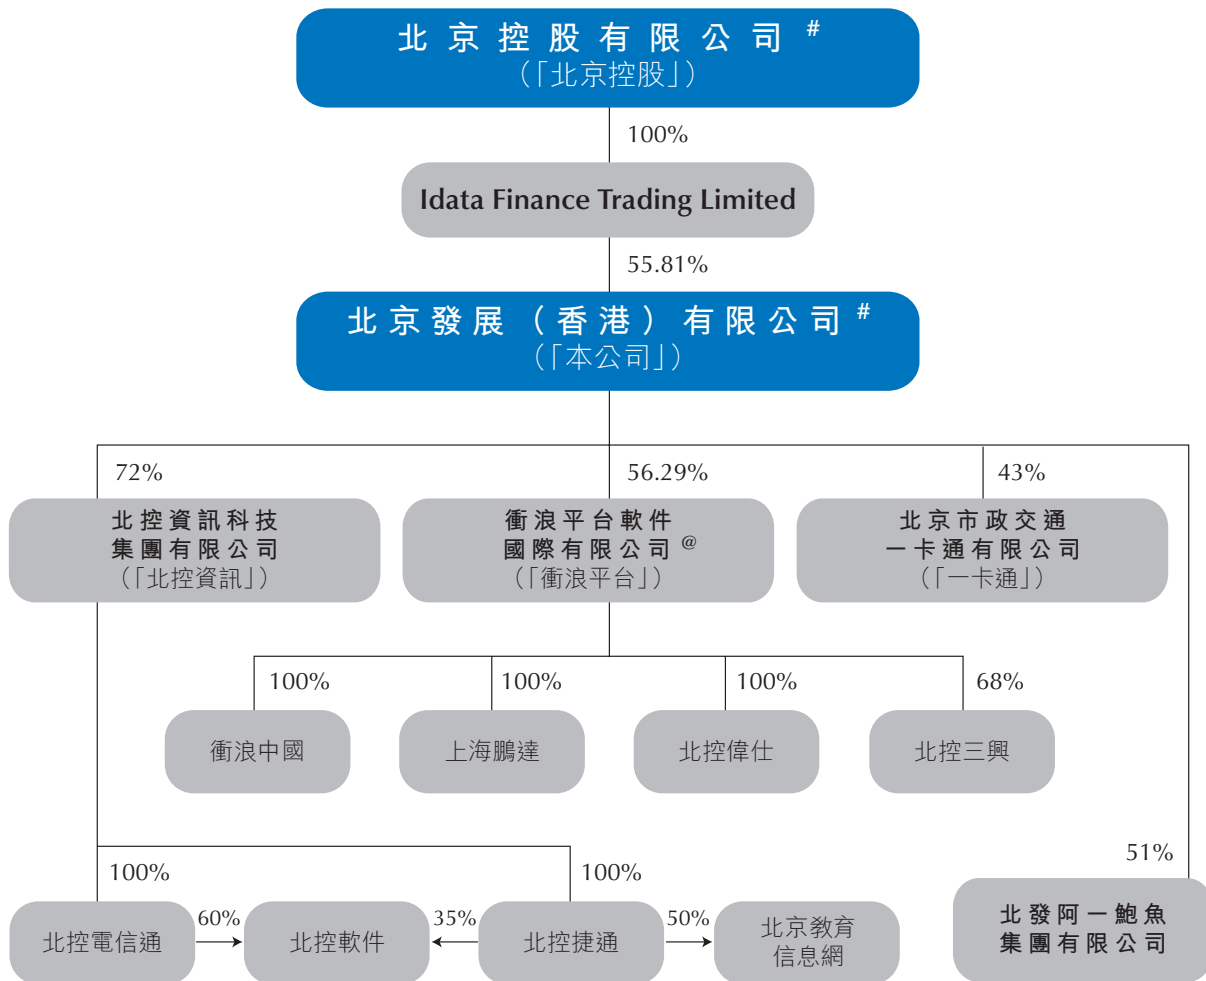 北京控股有限公司 #
（「北京控股」）
100%
Idata Finance Trading Limited
55.81%
北京發展（香港）有限公司 #
（「本公司」）
72%
56.29%
43%
北控資訊科技
集團有限公司
（「北控資訊」）
衝浪平台軟件
國際有限公司 @
（「衝浪平台」）
北京市政交通
一卡通有限公司
（「一卡通」）
100%
100%
100%
68%
衝浪中國
上海鵬達
北控偉仕
北控三興
100%
100%
51%
北控電信通
60%
北控軟件
35%
北控捷通
50%
北京教育
信息網
北發阿一鮑魚
集團有限公司